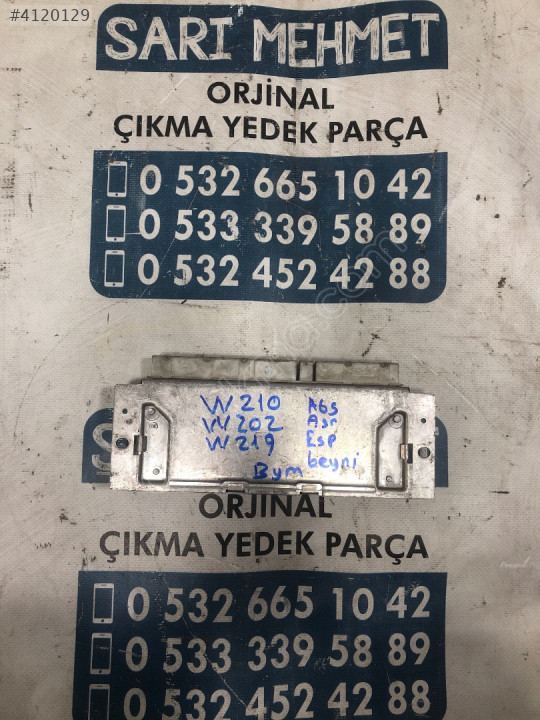 #4120129
SARI MEHMET
ORJİNAL
ÇIKMA YEDEK PARÇA
0 532 665 10 42
0 533 339 58 89
0 532 452 42 88
W210 Abs
W202 Asr
W219 Esp
Bym beyni
ORJİNAL
ÇIKMA YEDEK PARÇA
0 532 665 10 42
0 533 339 58 89
0 532 452 42 88